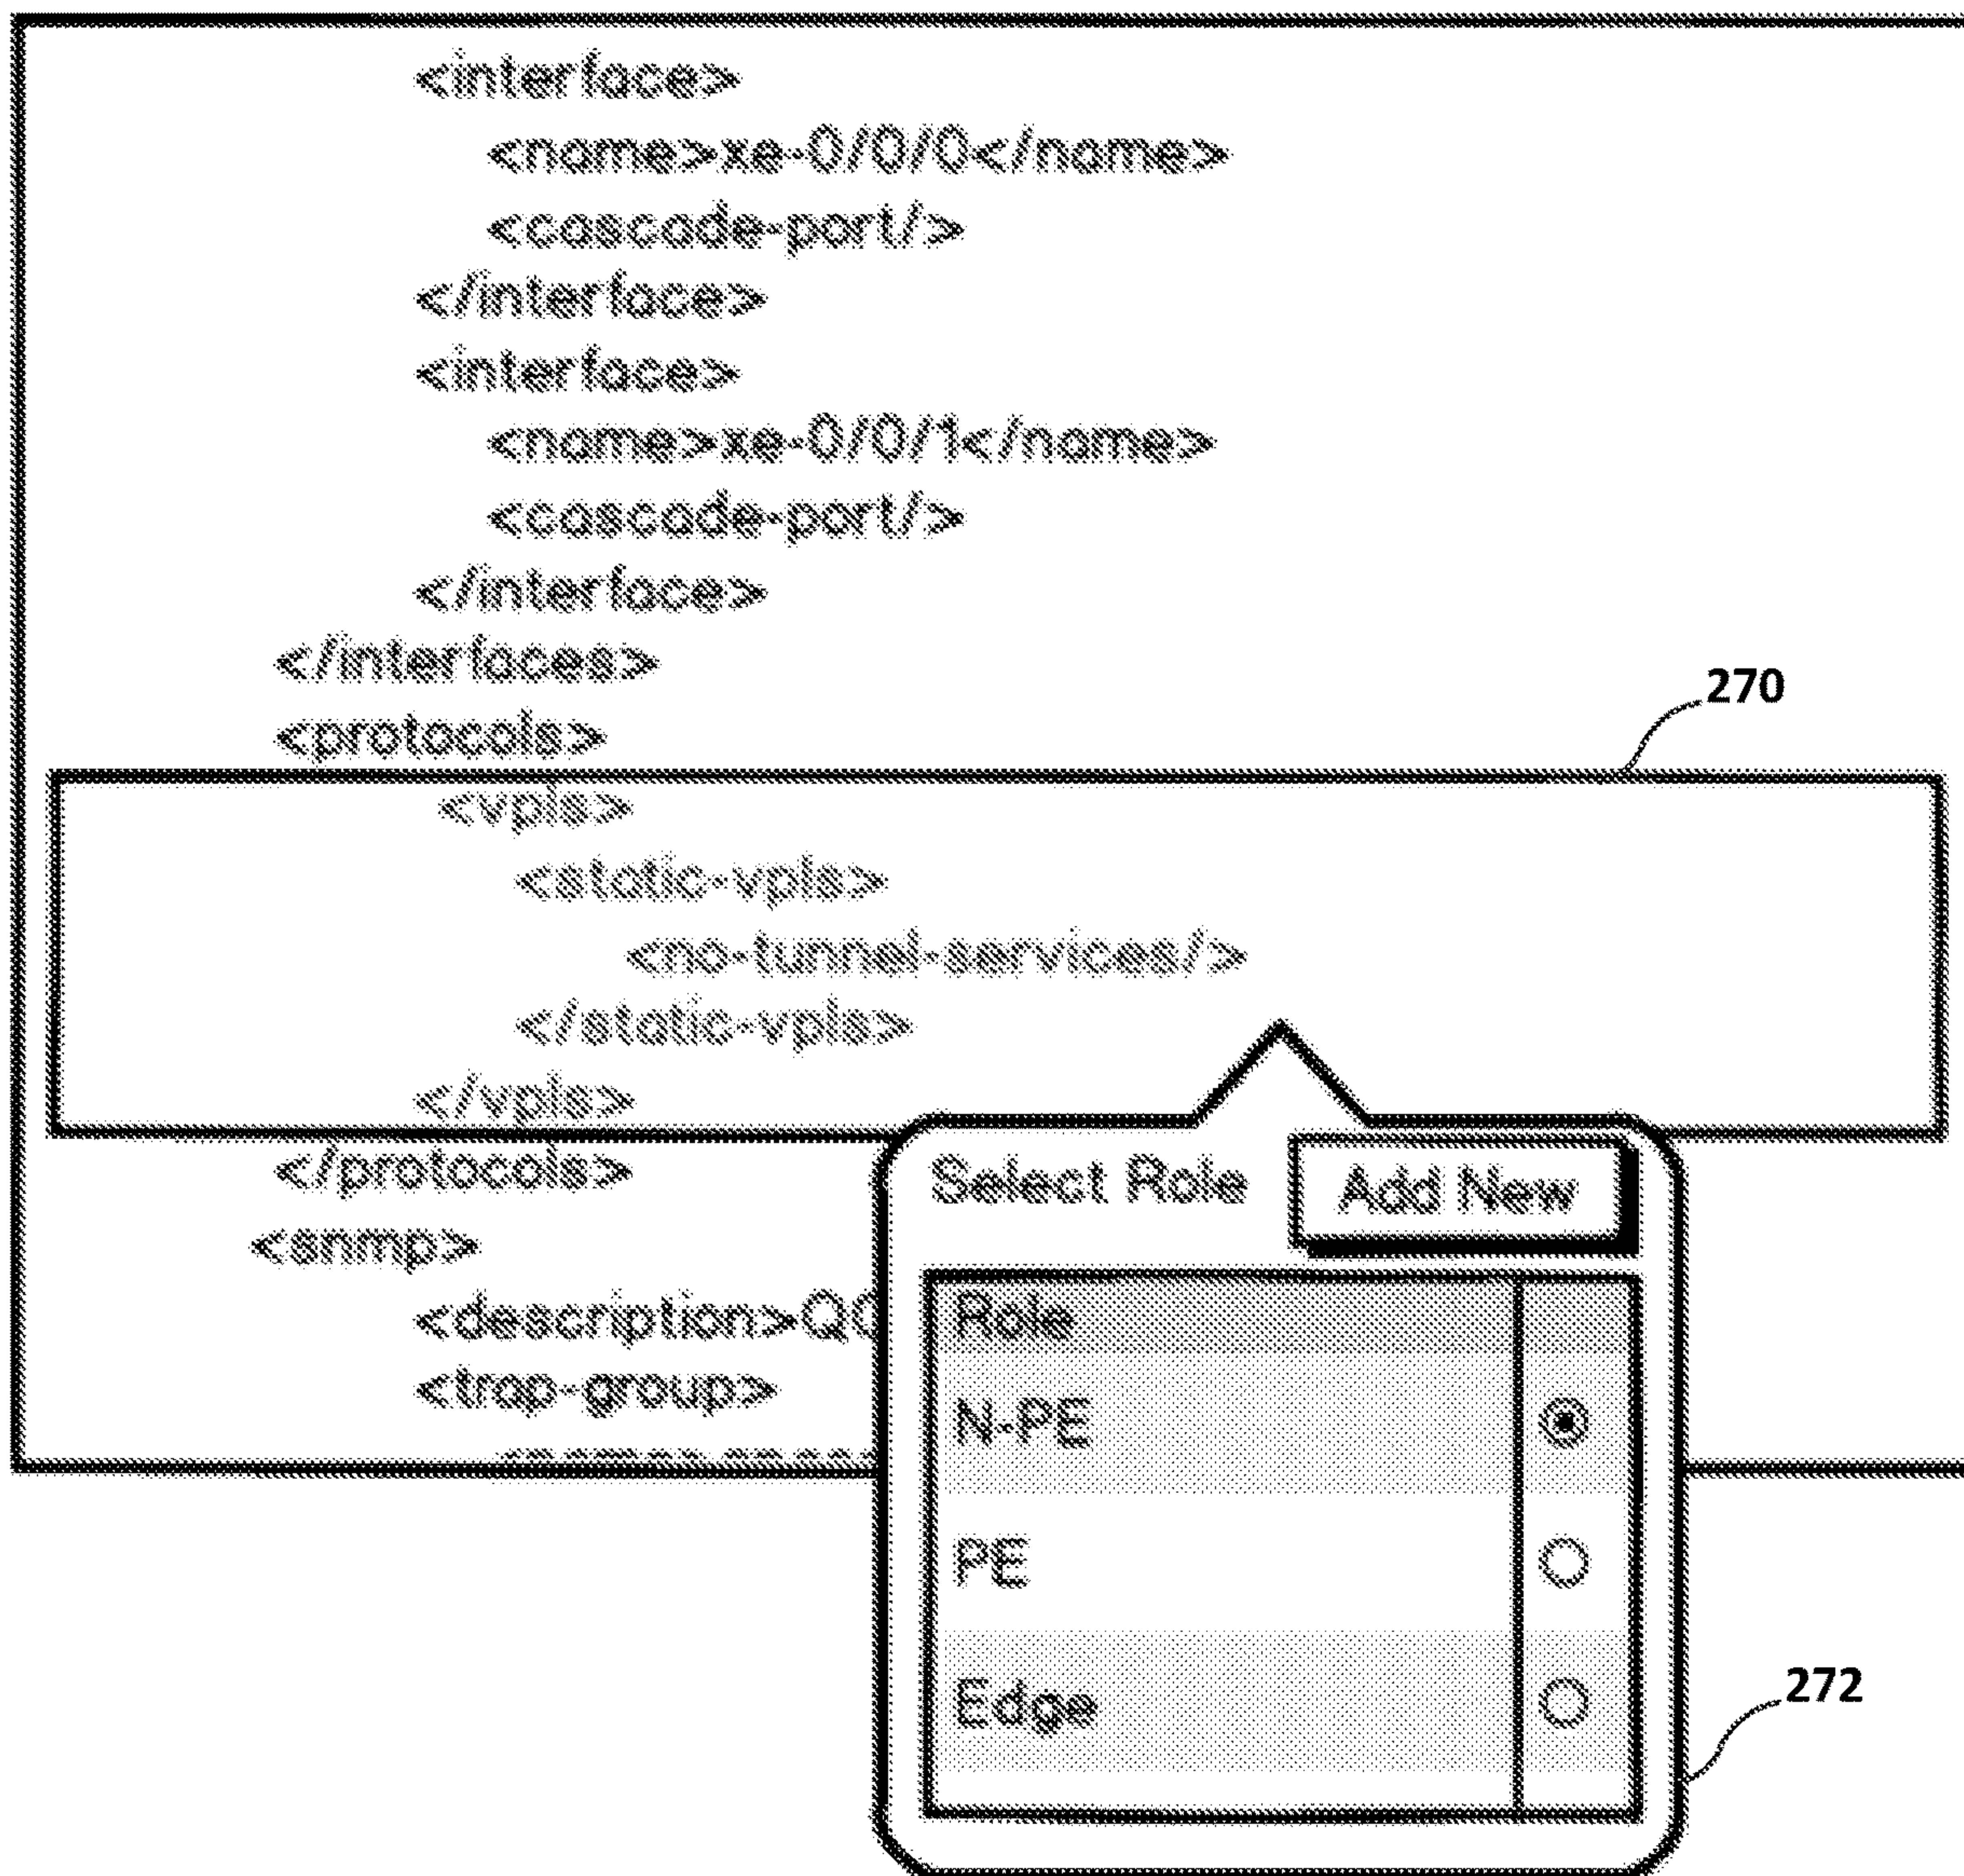 <interface>
<name>xe-0/0/0</name>
<cascade-port/>
</interface>
<interface>
<name>xe-0/0/1</name>
<cascade-port/>
</interface>
</interfaces>
270
<protocols>
<vpls>
<static-vpls>
<no-tunnel-services/>
</static-vpls>
</vpls>
</protocols>
<snmp>
<description>
<trap-group>
Select Role Add New
Role
N-PE
PE
Edge
272